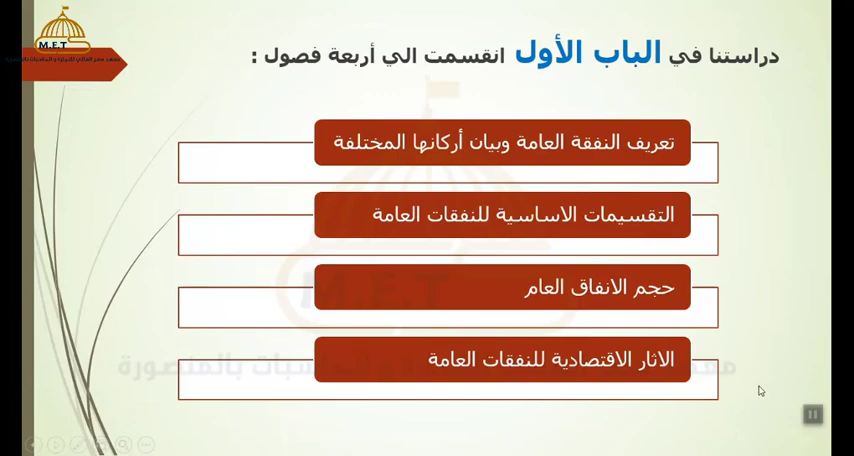 M.E.T
دراستنا في الباب الأول انقسمت الي أربعة فصول :
تعريف النفقة العامة وبيان أركانها المختلفة
التقسيمات الاساسية للنفقات العامة
حجم الانفاق العام
M.E.T
الاثار الاقتصادية للنفقات العامة